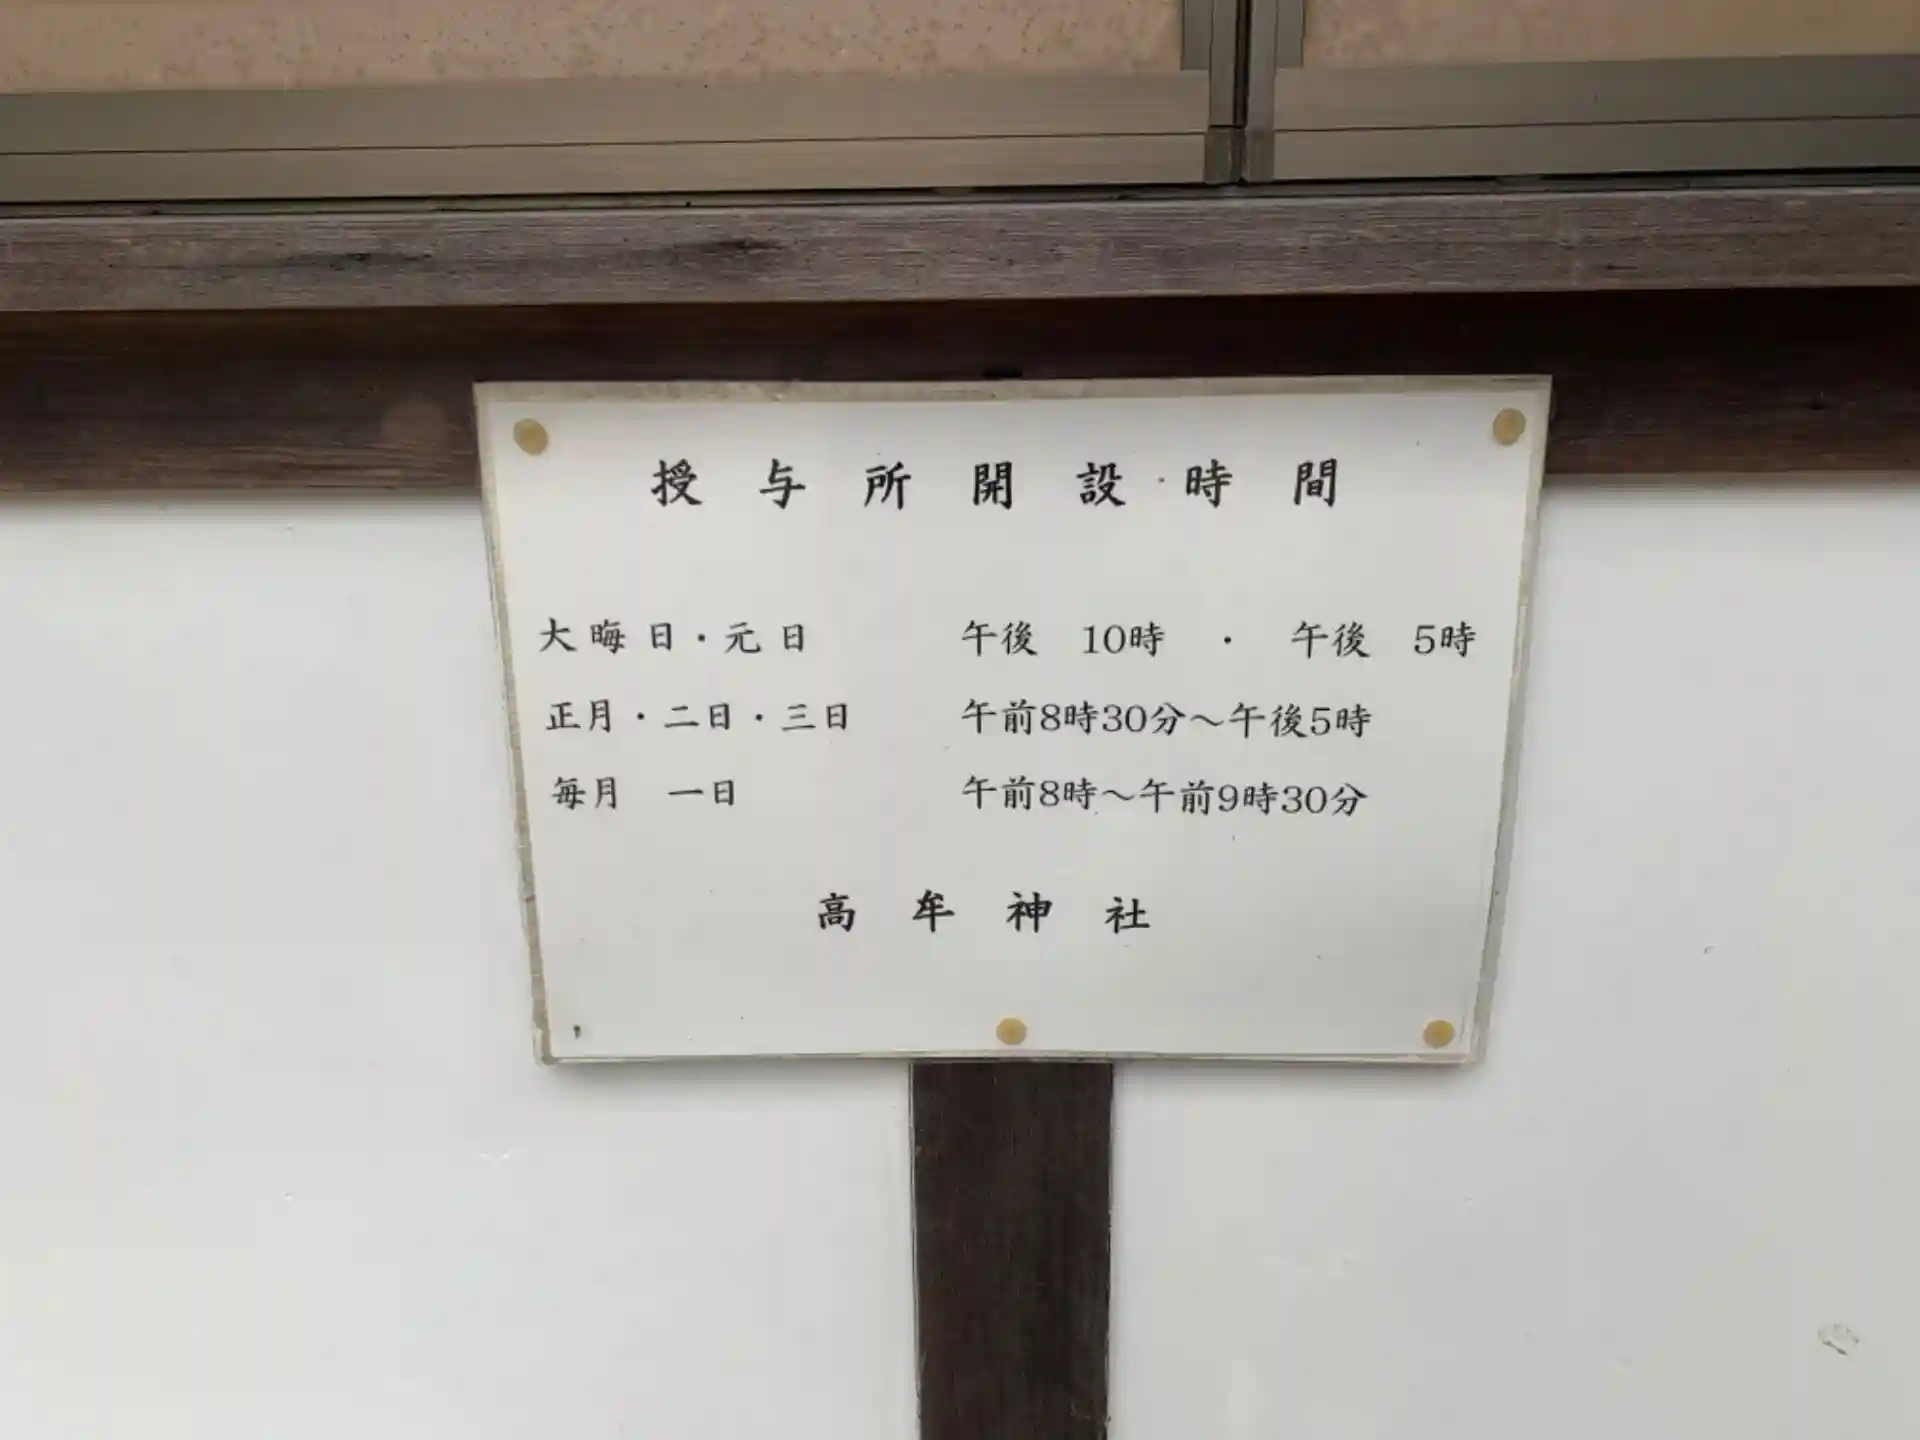 授与所開設時間
大晦日・元日　午後　10時　・　午後　5時
正月・二日・三日　午前8時30分～午後5時
毎月　一日　午前8時～午前9時30分
高牟神社